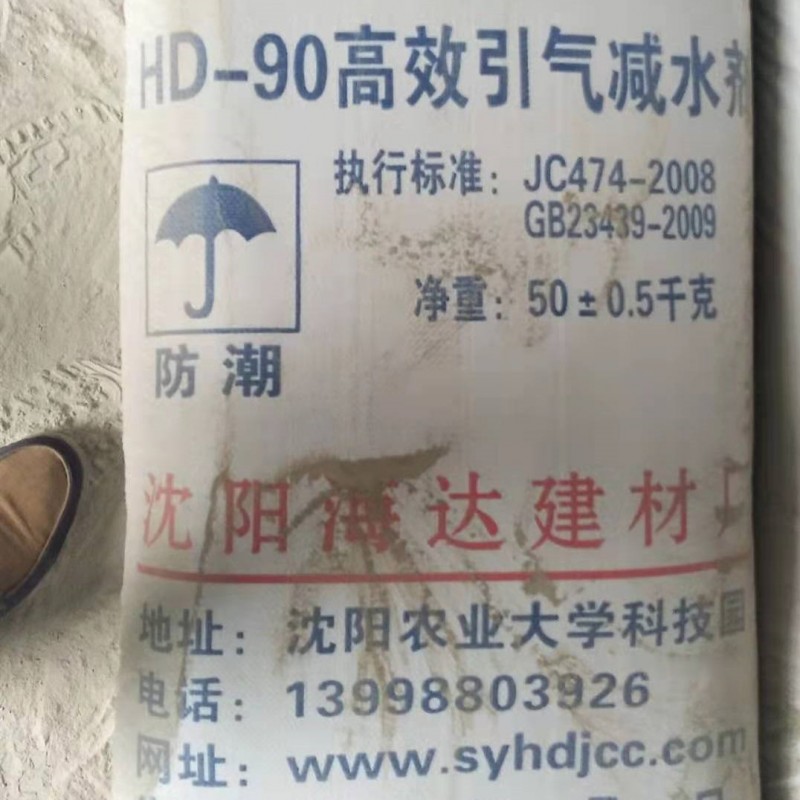 HD-90高效引气减水剂
执行标准：JC474-2008
GB23439-2009
净重：50±0.5千克
防潮
沈阳海达建材厂
地址：沈阳农业大学科技园
电话：13998803926
网址：www.syhdjcc.com